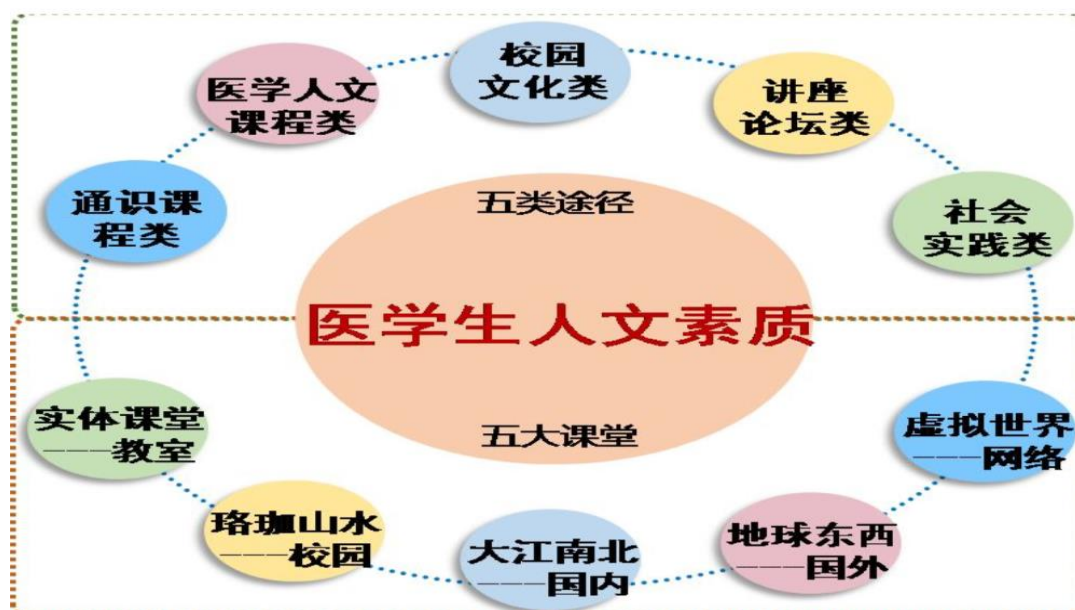 校园
文化类
医学人文
课程类
讲座
论坛类
通识课
程类
五类途径
社会
实践类
医学生人文素质
五大课堂
实体课堂
———教室
虚拟世界
———网络
珞珈山水
———校园
大江南北
———国内
地球东西
———国外